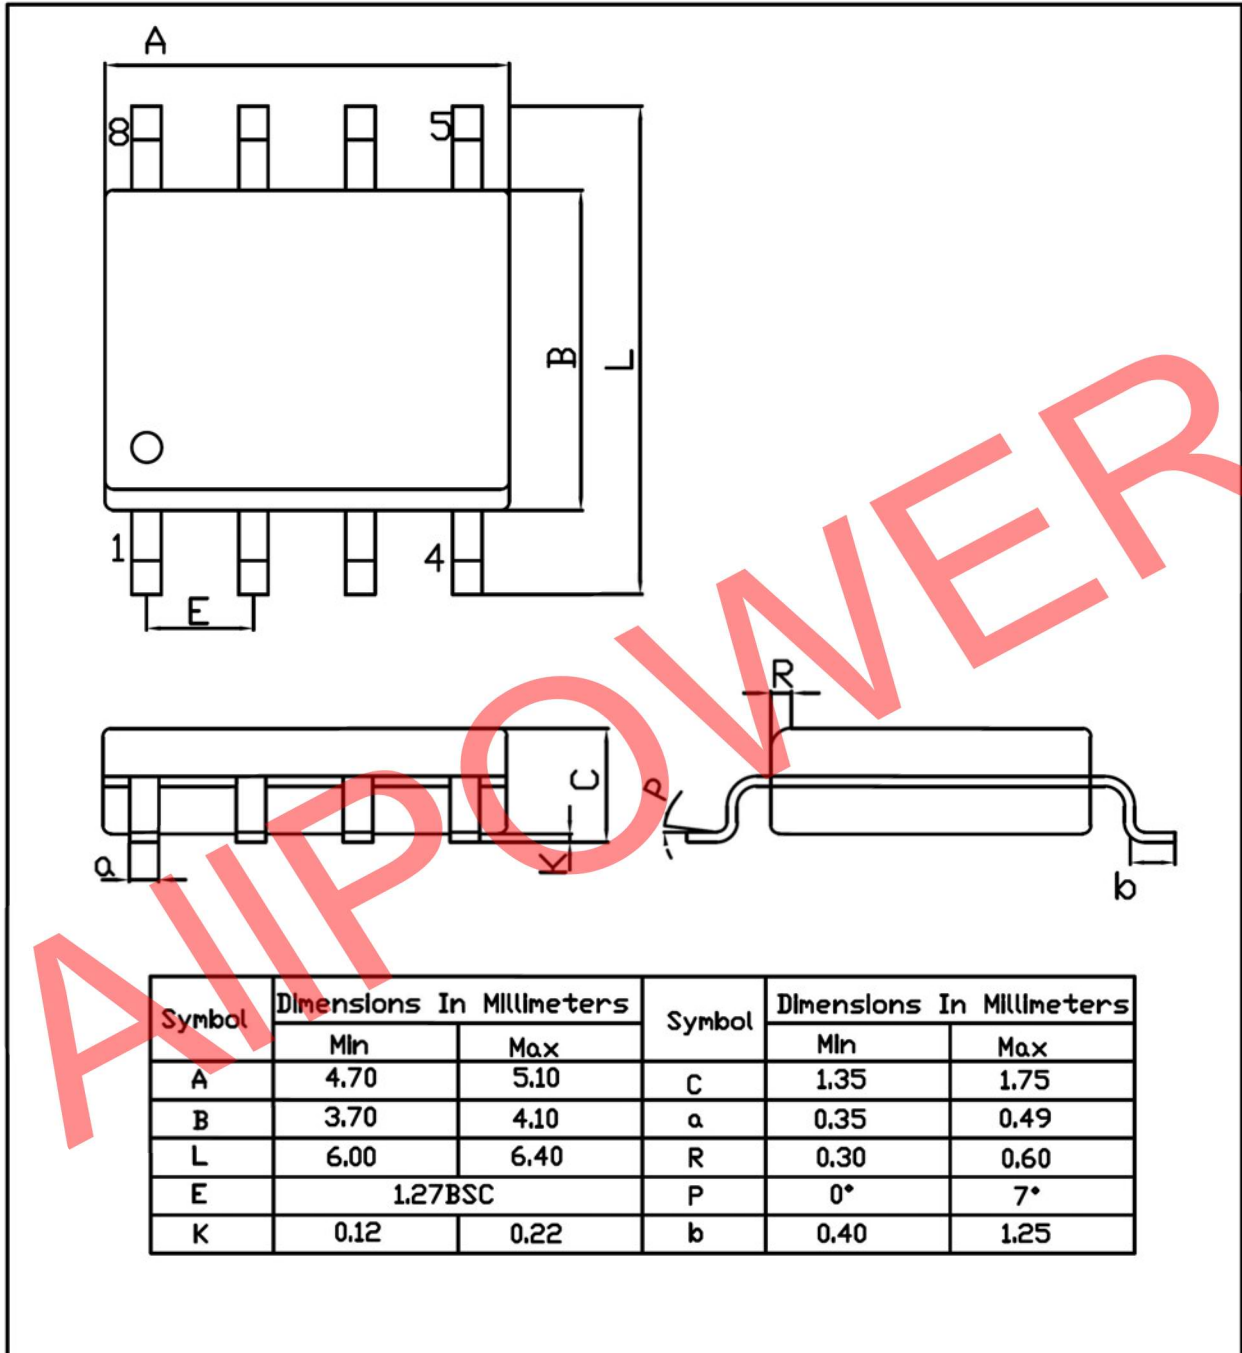 A
8 5
B
L
1 4
E
R
C
P
K
a
b
AIIPOWER
Symbol Dimensions In Millimeters Symbol Dimensions In Millimeters
Min Max Min Max
A 4.70 5.10 C 1.35 1.75
B 3.70 4.10 a 0.35 0.49
L 6.00 6.40 R 0.30 0.60
E 1.27BSC P 0° 7°
K 0.12 0.22 b 0.40 1.25